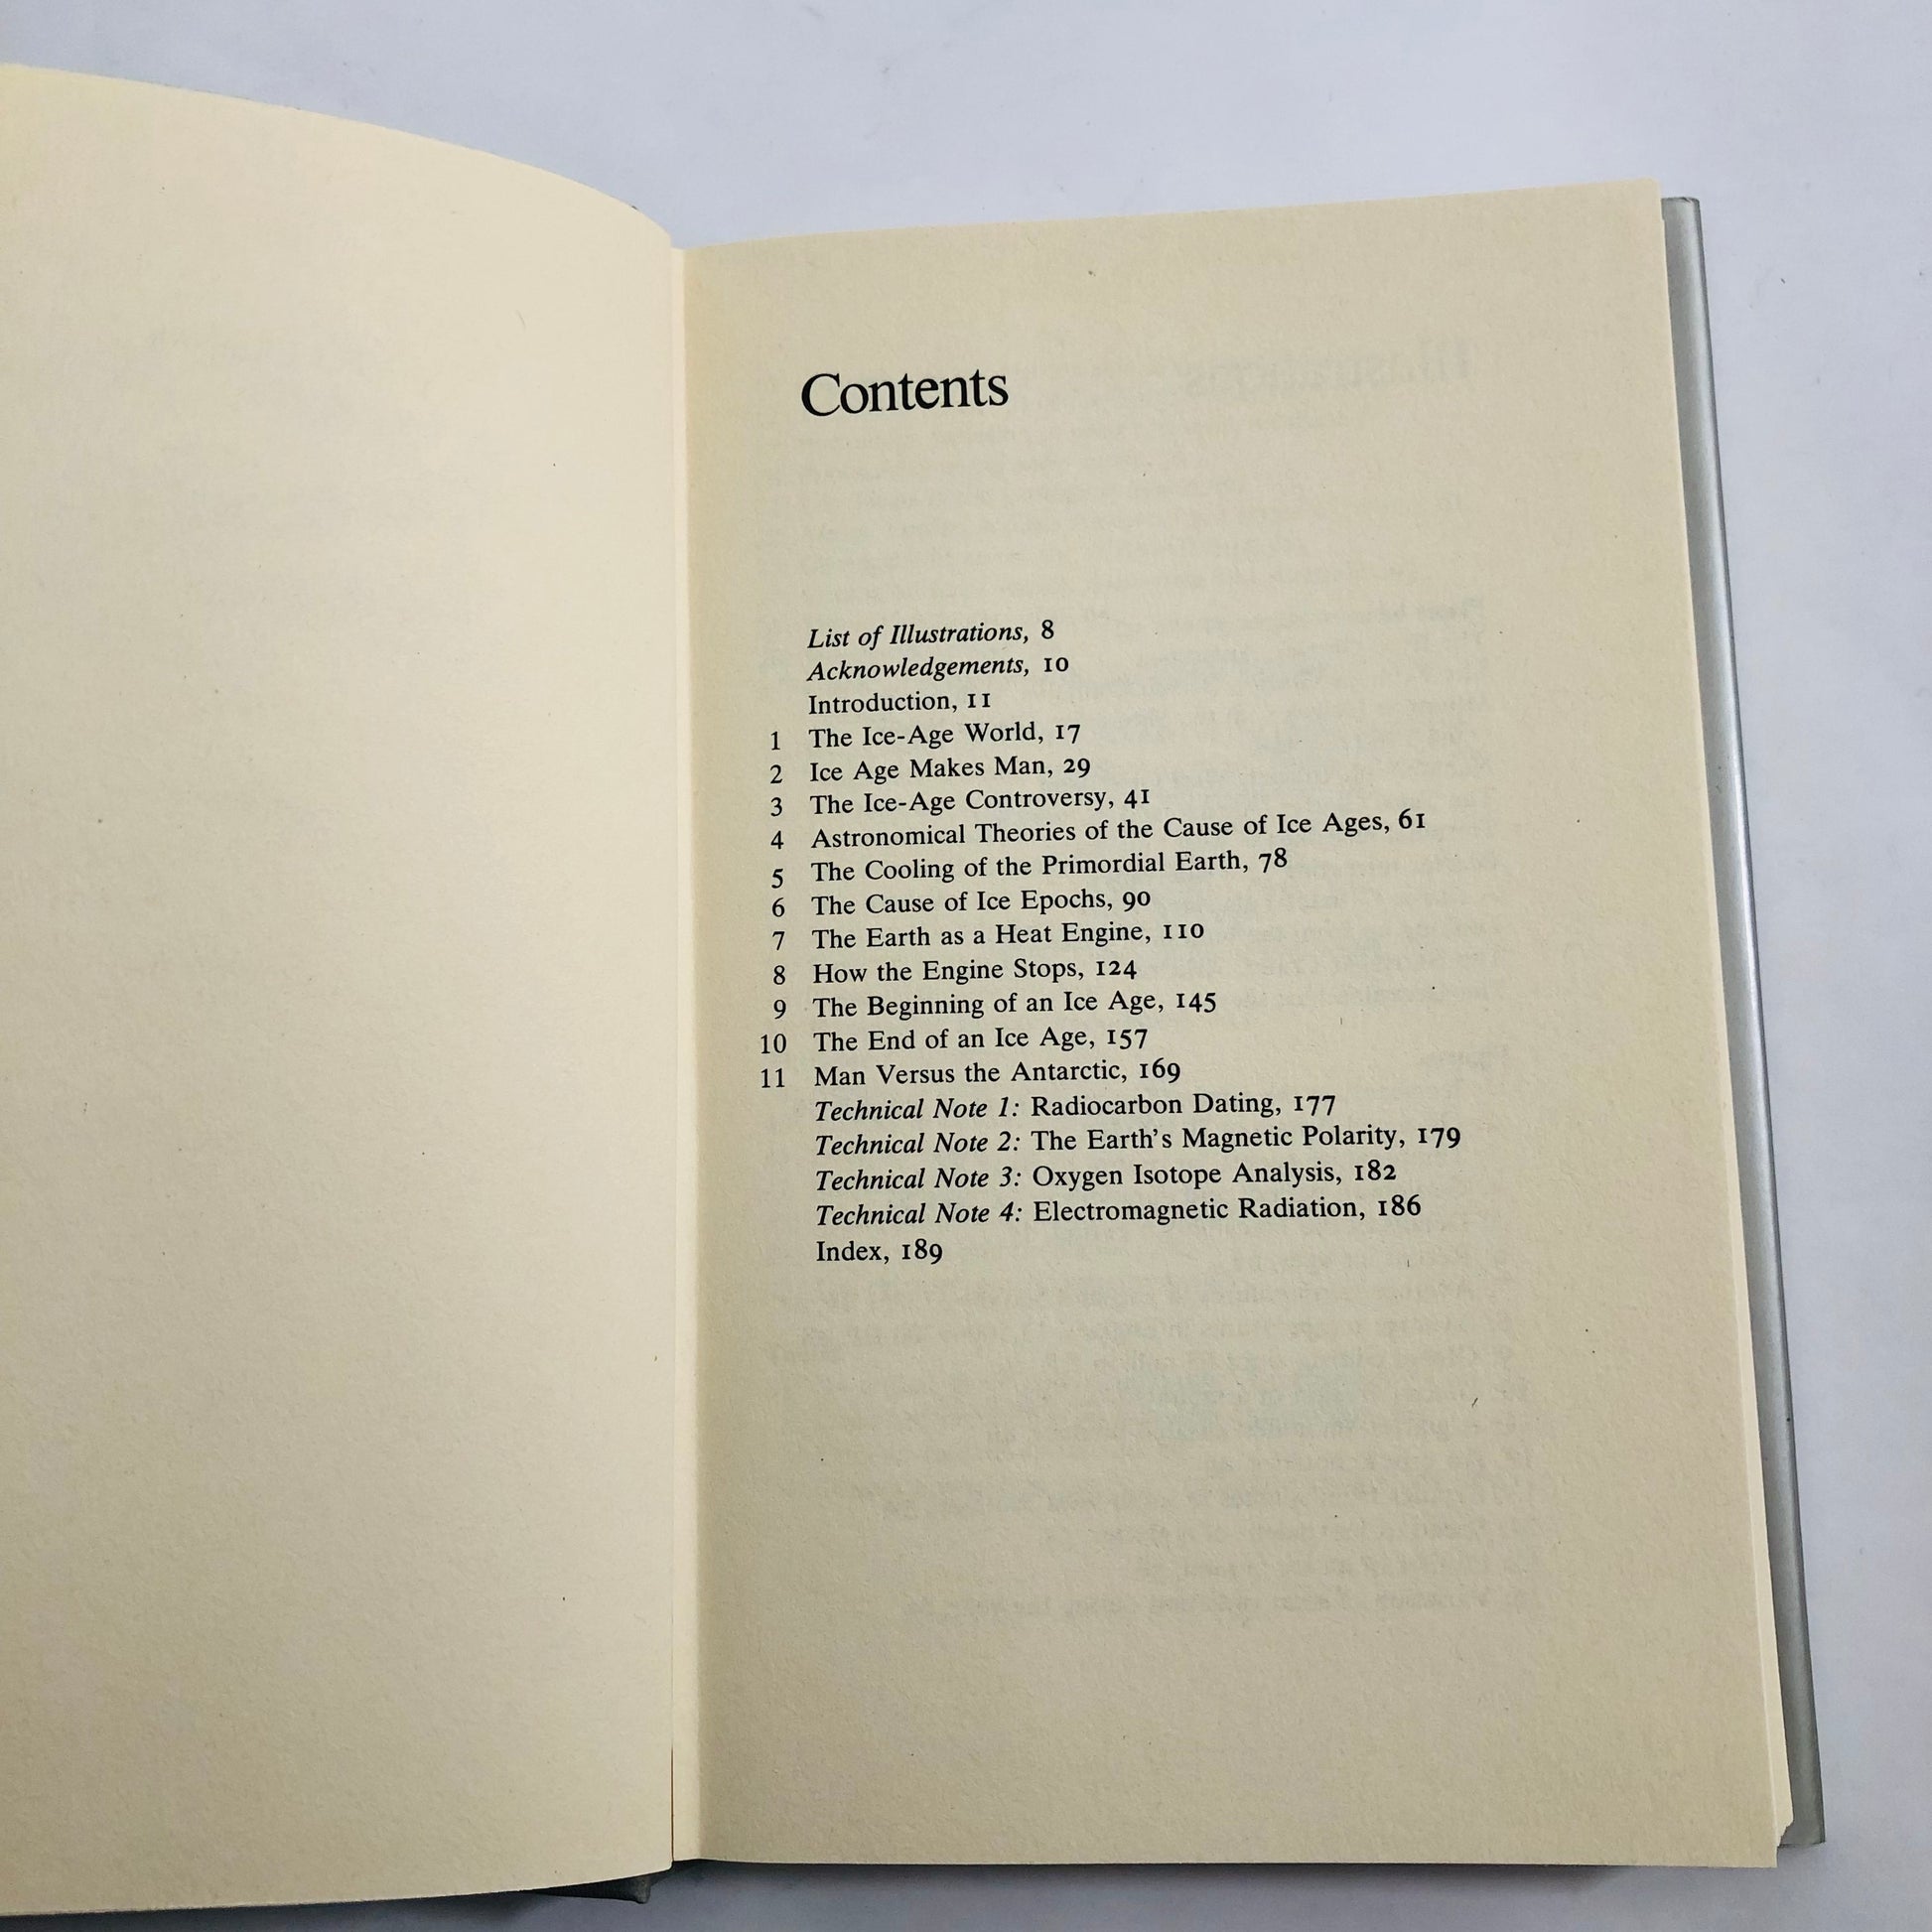 Contents
List of Illustrations, 8
Acknowledgements, 10
Introduction, 11
1 The Ice-Age World, 17
2 Ice Age Makes Man, 29
3 The Ice-Age Controversy, 41
4 Astronomical Theories of the Cause of Ice Ages, 61
5 The Cooling of the Primordial Earth, 78
6 The Cause of Ice Epochs, 90
7 The Earth as a Heat Engine, 110
8 How the Engine Stops, 124
9 The Beginning of an Ice Age, 145
10 The End of an Ice Age, 157
11 Man Versus the Antarctic, 169
Technical Note 1: Radiocarbon Dating, 177
Technical Note 2: The Earth's Magnetic Polarity, 179
Technical Note 3: Oxygen Isotope Analysis, 182
Technical Note 4: Electromagnetic Radiation, 186
Index, 189